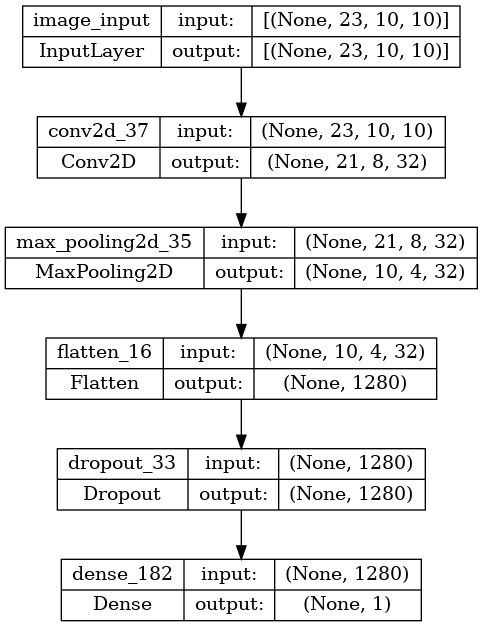 image_input input: [(None, 23, 10, 10)]
InputLayer output: [(None, 23, 10, 10)]
conv2d_37 input: (None, 23, 10, 10)
Conv2D output: (None, 21, 8, 32)
max_pooling2d_35 input: (None, 21, 8, 32)
MaxPooling2D output: (None, 10, 4, 32)
flatten_16 input: (None, 10, 4, 32)
Flatten output: (None, 1280)
dropout_33 input: (None, 1280)
Dropout output: (None, 1280)
dense_182 input: (None, 1280)
Dense output: (None, 1)